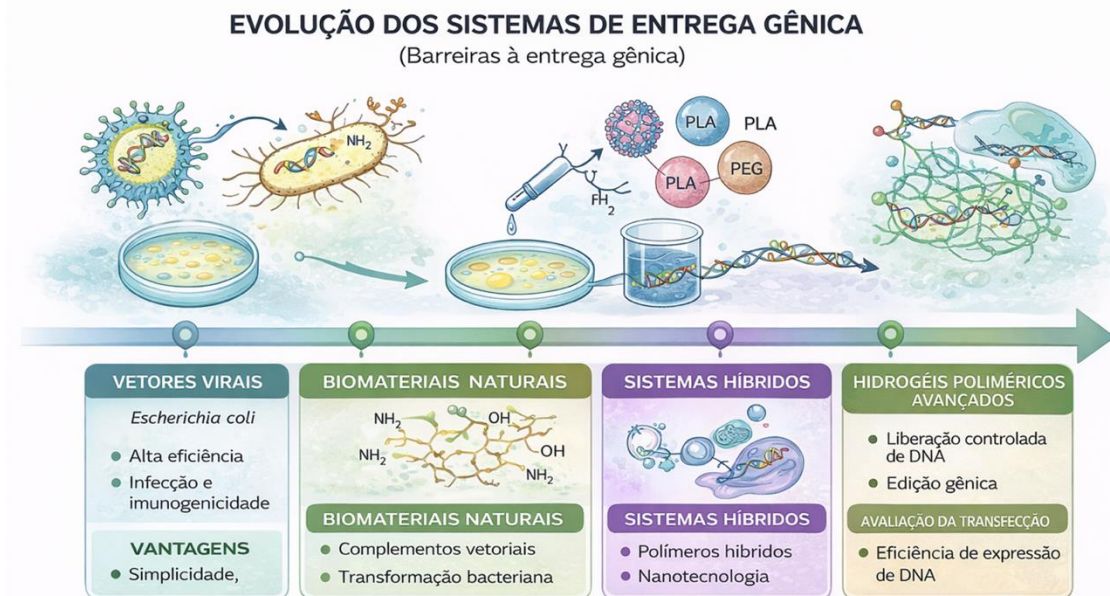 EVOLUÇÃO DOS SISTEMAS DE ENTREGA GÊNICA
(Barreiras à entrega gênica)
NH2
PLA
PLA
PLA
PEG
FH2
VETORES VIRAIS
Escherichia coli
Alta eficiência
Infecção e
imunogenicidade
VANTAGENS
Simplicidade,
BIOMATERIAIS NATURAIS
NH2
OH
NH2
OH
NH2
BIOMATERIAIS NATURAIS
Complementos vetoriais
Transformação bacteriana
SISTEMAS HÍBRIDOS
SISTEMAS HÍBRIDOS
Polímeros hibridos
Nanotecnologia
HIDROGÉIS POLIMÉRICOS
AVANÇADOS
Liberação controlada
de DNA
Edição gênica
AVALIAÇÃO DA TRANSFECÇÃO
Eficiência de expressão
de DNA